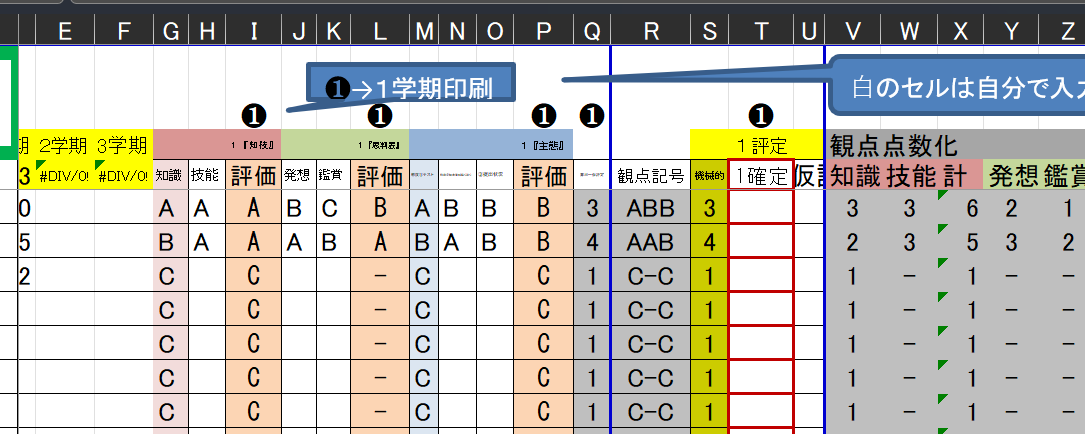 E F G H I J K L M N O P Q R S T U V W X Y Z
❶→1学期印刷
白のセルは自分で入
❶ ❶ ❶ ❶ ❶
2学期 3学期 1『知技』 1『思判表』 1『主態』 1評定 観点点数化
3 #DIV/0! #DIV/0! 知識 技能 評価 発想 鑑賞 評価 評価 観点記号 機械的 1確定 知識 技能 計 発想 鑑賞
0 A A A B C B A B B B 3 ABB 3 3 3 6 2 1
5 B A A A B A B A B B 4 AAB 4 2 3 5 3 2
2 C C － C C 1 C－C 1 1 － 1 － －
C C － C C 1 C－C 1 1 － 1 － －
C C － C C 1 C－C 1 1 － 1 － －
C C － C C 1 C－C 1 1 － 1 － －
C C － C C 1 C－C 1 1 － 1 － －